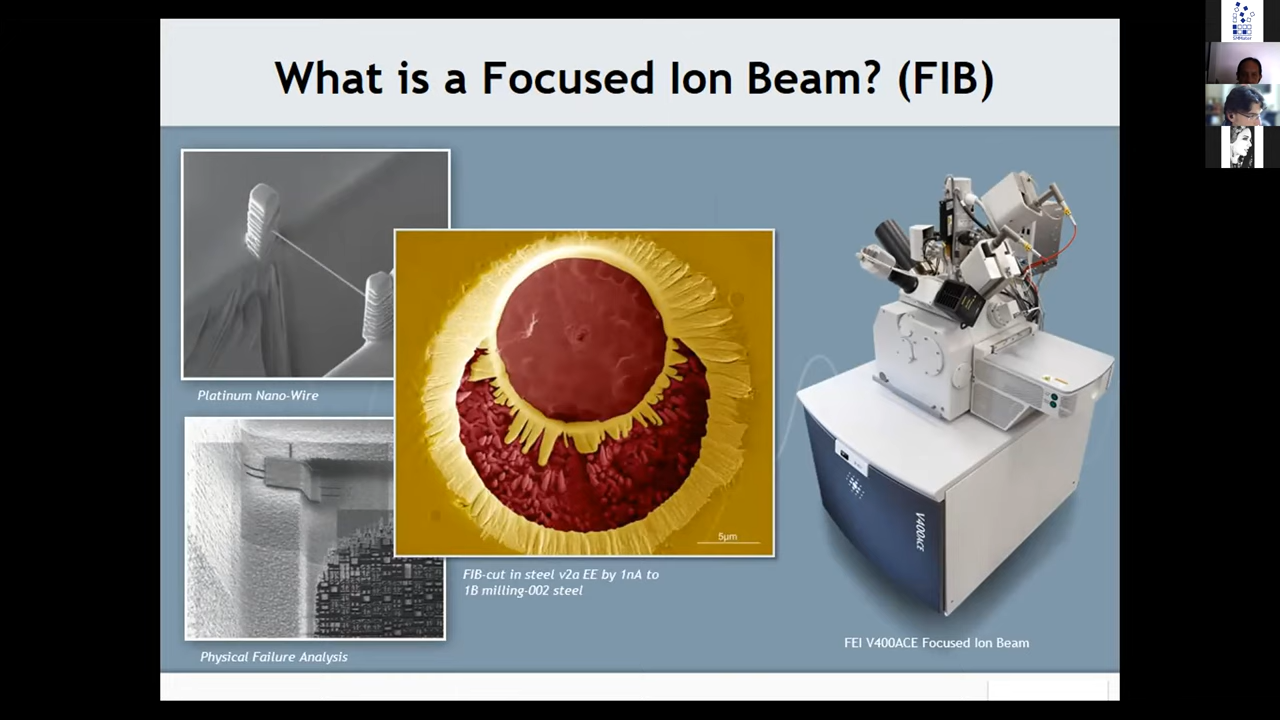 What is a Focused Ion Beam? (FIB)
Platinum Nano-Wire
5µm
FIB-cut in steel v2a EE by 1nA to
1B milling-002 steel
Physical Failure Analysis
V400ACE
FEI V400ACE Focused Ion Beam